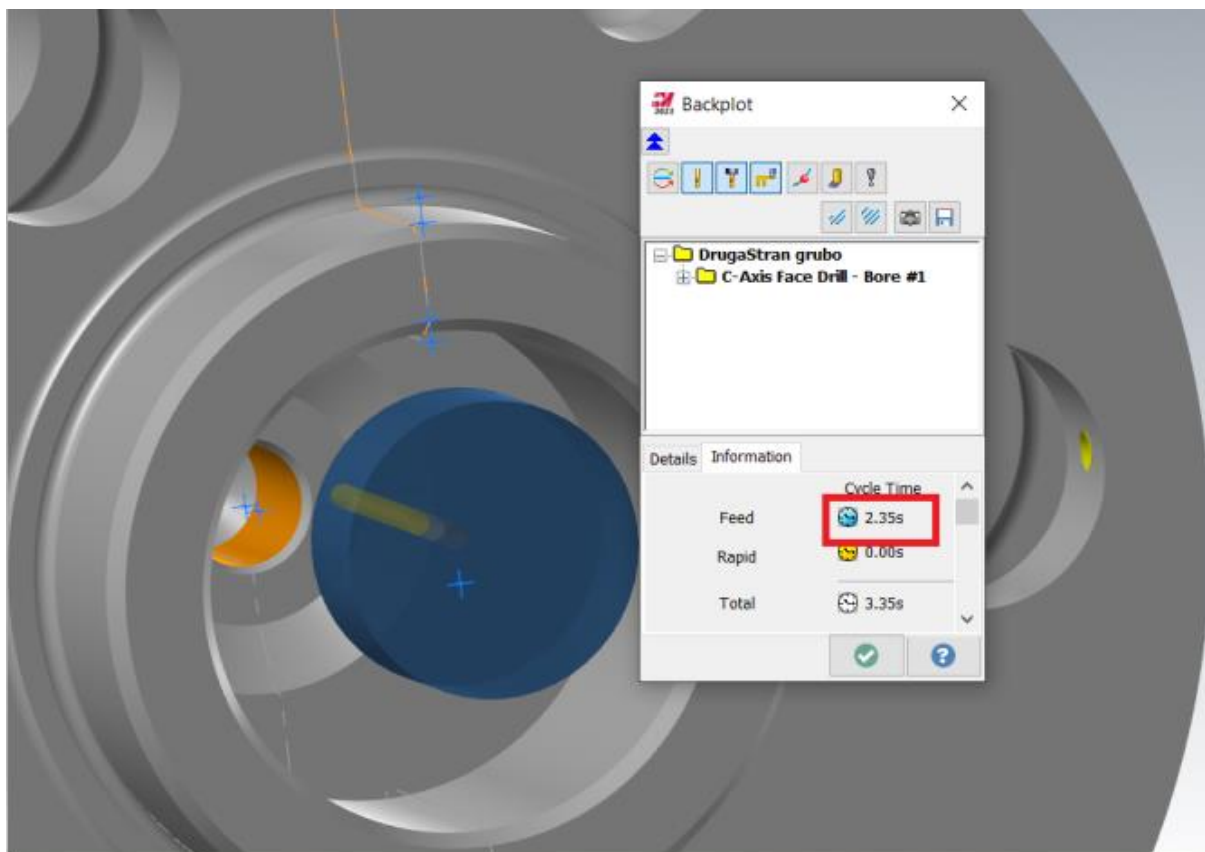 2023 Backplot
DrugaStran grubo
C-Axis Face Drill - Bore #1
Details Information
Cycle Time
Feed 2.35s
Rapid 0.00s
Total 3.35s